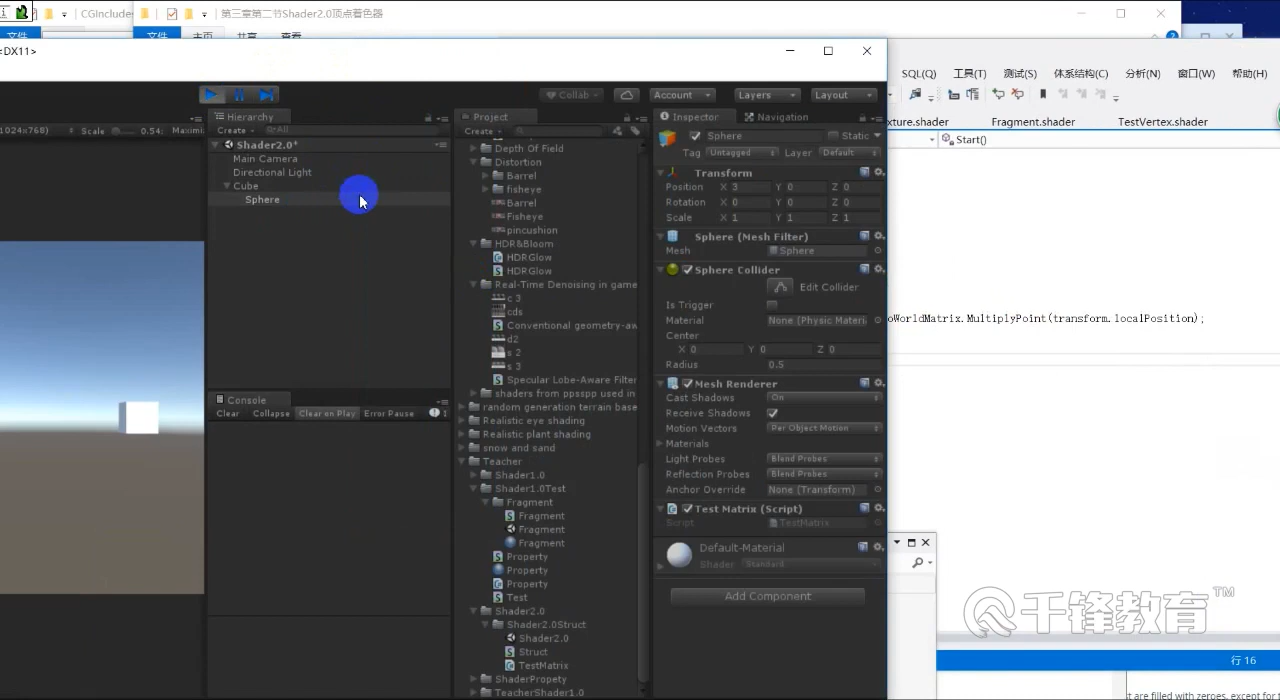 CGInclude
第三章第二节Shader2.0顶点着色器
文件
文件
主页
共享
查看
<DX11>
SQL(Q) 工具(T) 测试(S) 体系结构(C) 分析(N) 窗口(W) 帮助(H)
Collab
Account
Layers
Layout
xture.shader
Fragment.shader
TestVertex.shader
Start()
1024x768)
Scale
0.54:
Maximi
Hierarchy
Create
All
Shader2.0*
Main Camera
Directional Light
Cube
Sphere
Console
Clear
Collapse
Clear on Play
Error Pause
Project
Create
Depth Of Field
Distortion
Barrel
fisheye
Barrel
Fisheye
pincushion
HDR&Bloom
HDRGlow
HDRGlow
Real-Time Denoising in game
c 3
cds
Conventional geometry-aw
d2
s 2
s 3
Specular Lobe-Aware Filter
shaders from ppsspp used in
random generation terrain base
Realistic eye shading
Realistic plant shading
snow and sand
Teacher
Shader1.0
Shader1.0Test
Fragment
Fragment
Fragment
Fragment
Property
Property
Property
Test
Shader2.0
Shader2.0Struct
Shader2.0
Struct
TestMatrix
ShaderPropety
TeacherShader1.0
Inspector
Navigation
Sphere
Static
Tag Untagged Layer Default
Transform
Position X 3 Y 0 Z 0
Rotation X 0 Y 0 Z 0
Scale X 1 Y 1 Z 1
Sphere (Mesh Filter)
Mesh Sphere
Sphere Collider
Edit Collider
Is Trigger
Material None (Physic Materi
Center
X 0 Y 0 Z 0
Radius 0.5
Mesh Renderer
Cast Shadows On
Receive Shadows
Motion Vectors Per Object Motion
Materials
Light Probes Blend Probes
Reflection Probes Blend Probes
Anchor Override None (Transform)
Test Matrix (Script)
Script TestMatrix
Default-Material
Shader Standard
Add Component
oWorldMatrix.MultiplyPoint(transform.localPosition);
千锋教育™
行 16
st are filled with zeroes, except for t